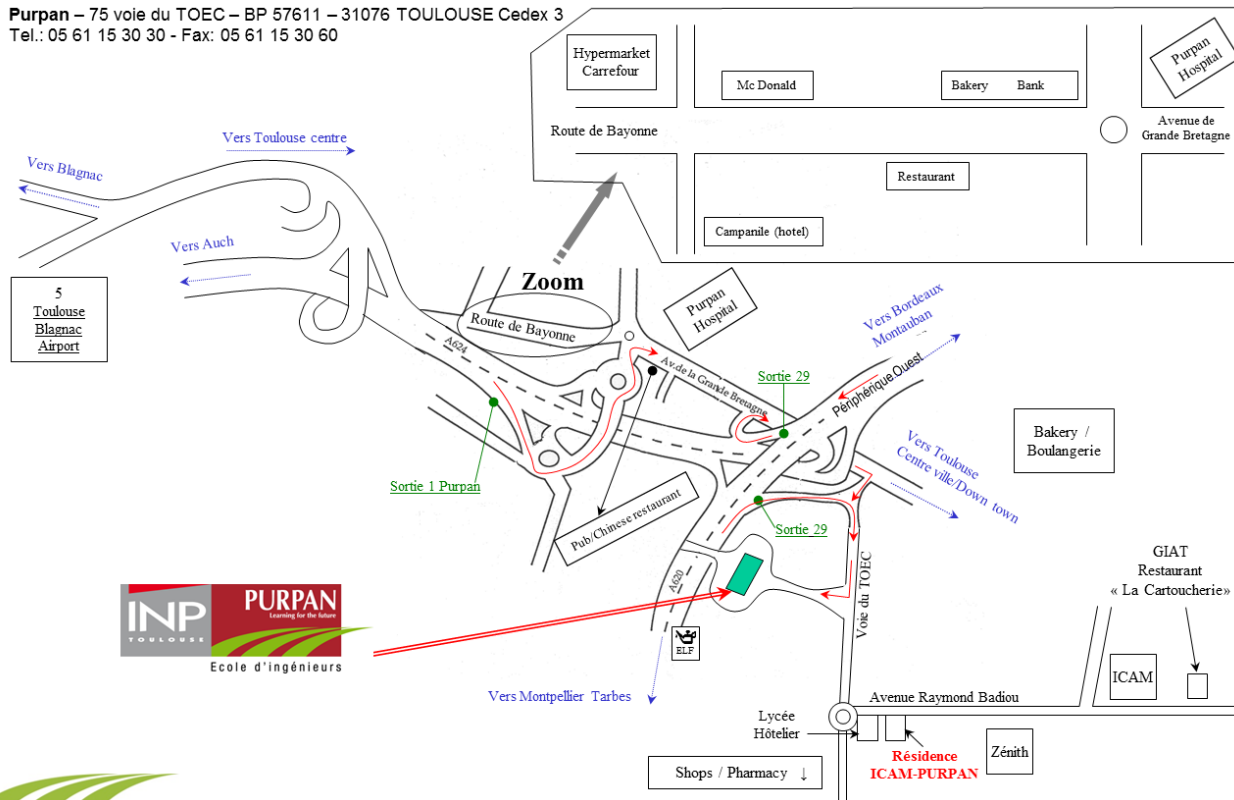 Purpan – 75 voie du TOEC – BP 57611 – 31076 TOULOUSE Cedex 3
Tel.: 05 61 15 30 30 - Fax: 05 61 15 30 60
Hypermarket
Carrefour
Mc Donald
Bakery Bank
Purpan
Hospital
Route de Bayonne
Avenue de
Grande Bretagne
Restaurant
Campanile (hotel)
Vers Toulouse centre
Vers Blagnac
Vers Auch
5
Toulouse
Blagnac
Airport
Zoom
Route de Bayonne
Purpan
Hospital
Vers Bordeaux
Montauban
A624
Av.de la Grande Bretagne
Sortie 29
Périphérique Ouest
Bakery /
Boulangerie
Vers Toulouse
Centre ville/Down town
Sortie 1 Purpan
Pub/Chinese restaurant
Sortie 29
A620
Voie du TOEC
GIAT
Restaurant
« La Cartoucherie»
INP
TOULOUSE
PURPAN
Learning for the future
Ecole d'ingénieurs
ELF
Vers Montpellier Tarbes
ICAM
Avenue Raymond Badiou
Lycée
Hôtelier
Résidence
ICAM-PURPAN
Zénith
Shops / Pharmacy ↓